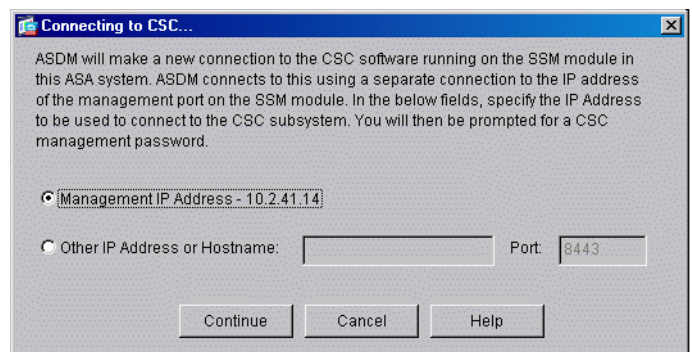 Connecting to CSC...
ASDM will make a new connection to the CSC software running on the SSM module in
this ASA system. ASDM connects to this using a separate connection to the IP address
of the management port on the SSM module. In the below fields, specify the IP Address
to be used to connect to the CSC subsystem. You will then be prompted for a CSC
management password.
Management IP Address - 10.2.41.14
Other IP Address or Hostname: Port: 8443
Continue Cancel Help